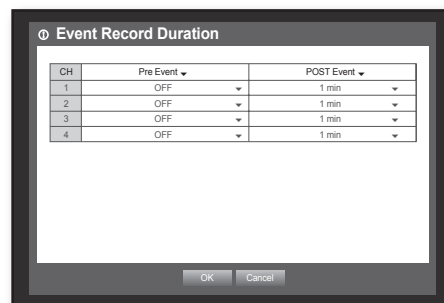 Event Record Duration
CH Pre Event POST Event
1 OFF 1 min
2 OFF 1 min
3 OFF 1 min
4 OFF 1 min
OK Cancel